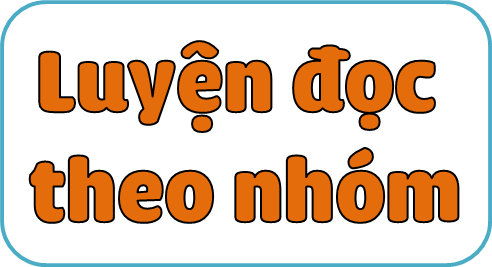 Luyện đọc
theo nhóm